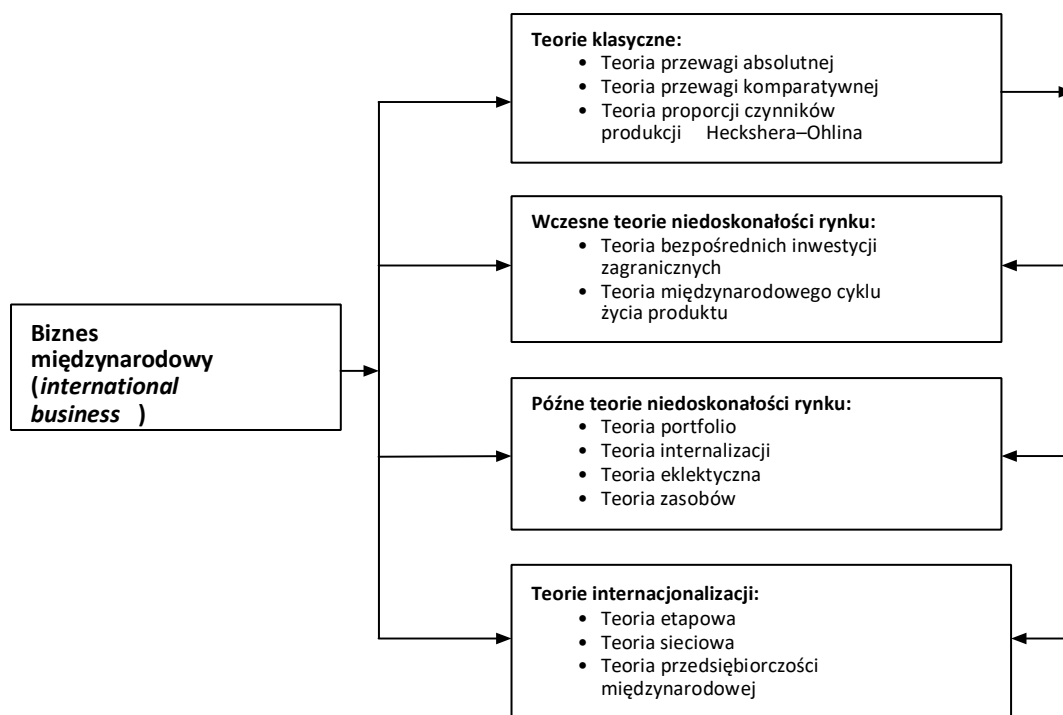 Teorie klasyczne:
• Teoria przewagi absolutnej
• Teoria przewagi komparatywnej
• Teoria proporcji czynników
produkcji Heckshera–Ohlina
Wczesne teorie niedoskonałości rynku:
• Teoria bezpośrednich inwestycji
zagranicznych
• Teoria międzynarodowego cyklu
życia produktu
Biznes
międzynarodowy
(international
business )
Późne teorie niedoskonałości rynku:
• Teoria portfolio
• Teoria internalizacji
• Teoria eklektyczna
• Teoria zasobów
Teorie internacjonalizacji:
• Teoria etapowa
• Teoria sieciowa
• Teoria przedsiębiorczości
międzynarodowej